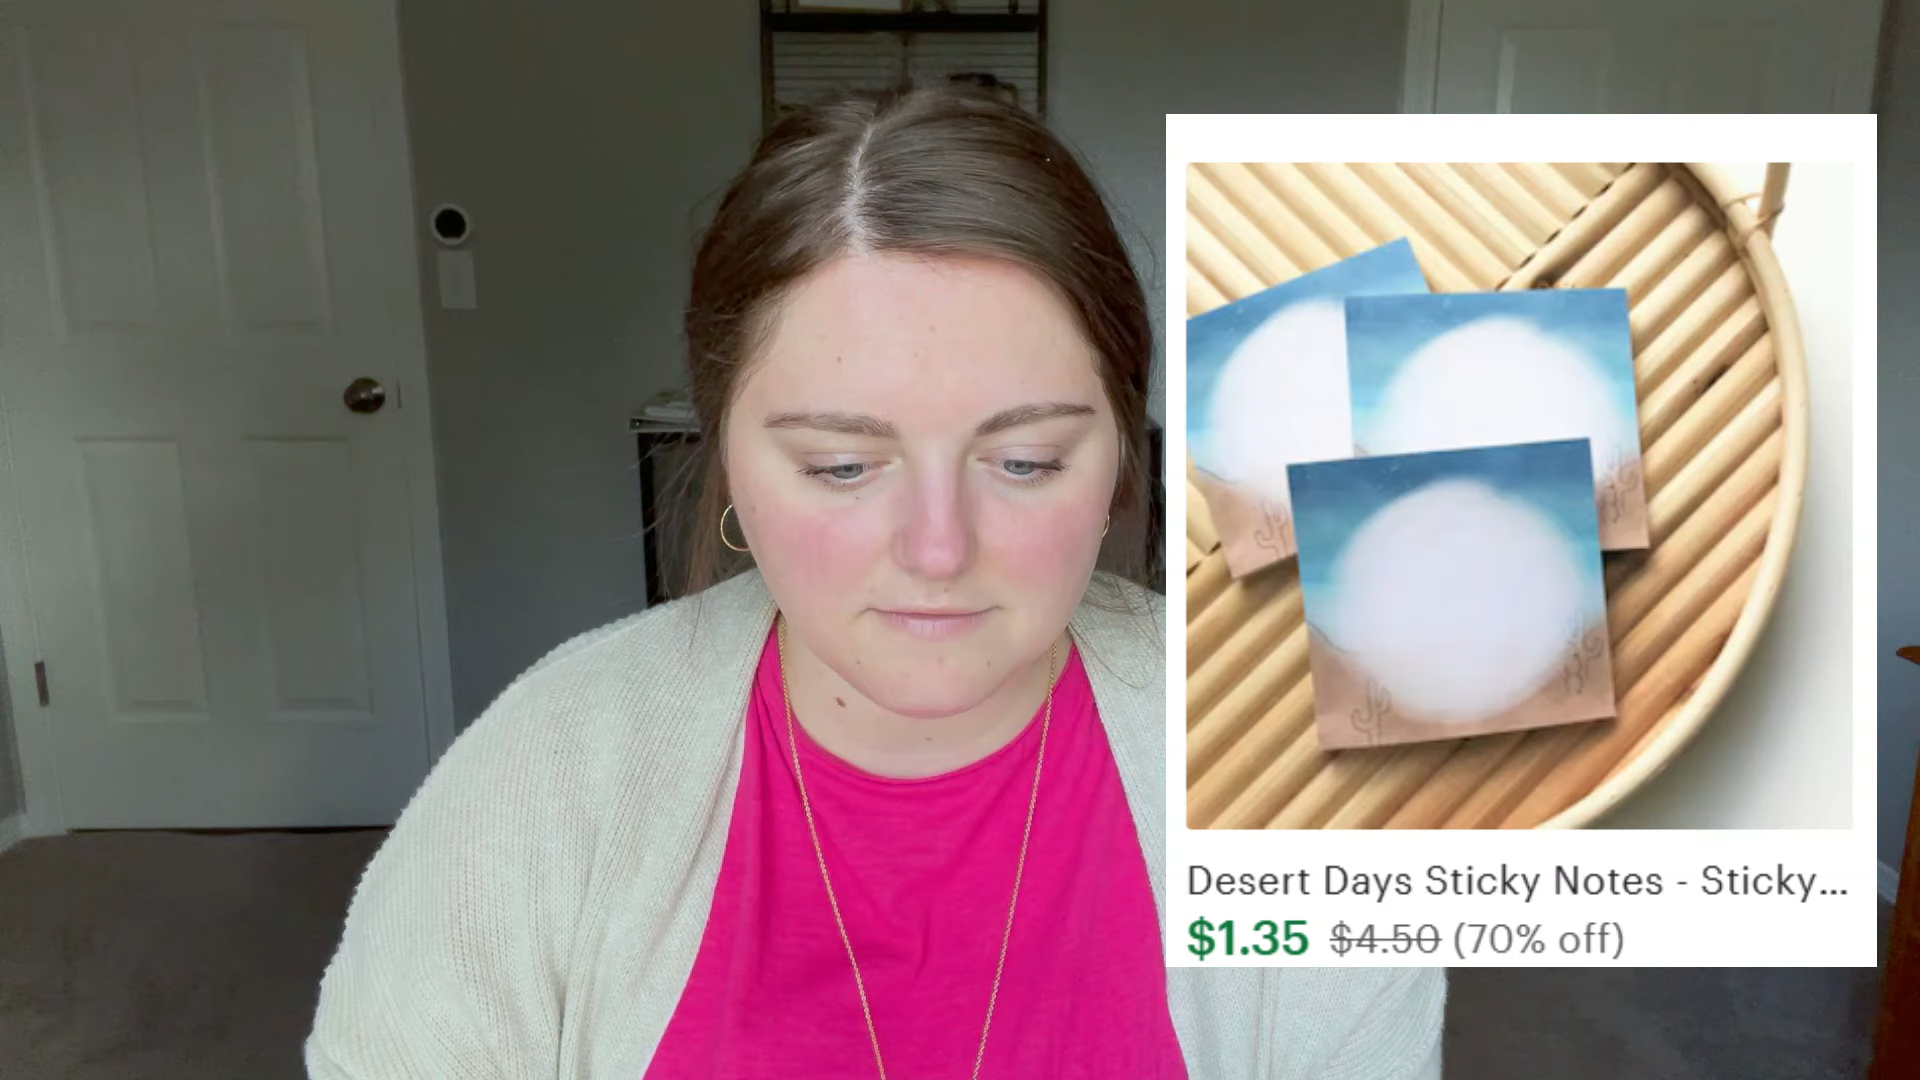 Desert Days Sticky Notes - Sticky...
$1.35 $4.50 (70% off)